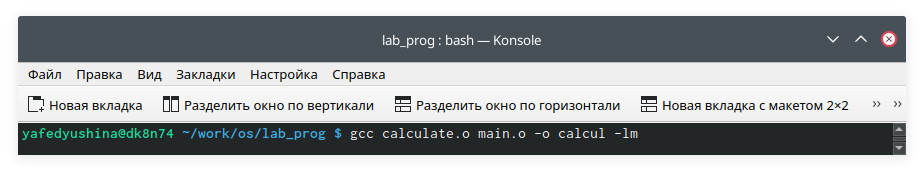 lab_prog : bash — Konsole
Файл Правка Вид Закладки Настройка Справка
Новая вкладка Разделить окно по вертикали Разделить окно по горизонтали Новая вкладка с макетом 2×2 » »
yafedyushina@dk8n74 ~/work/os/lab_prog $ gcc calculate.o main.o -o calcul -lm